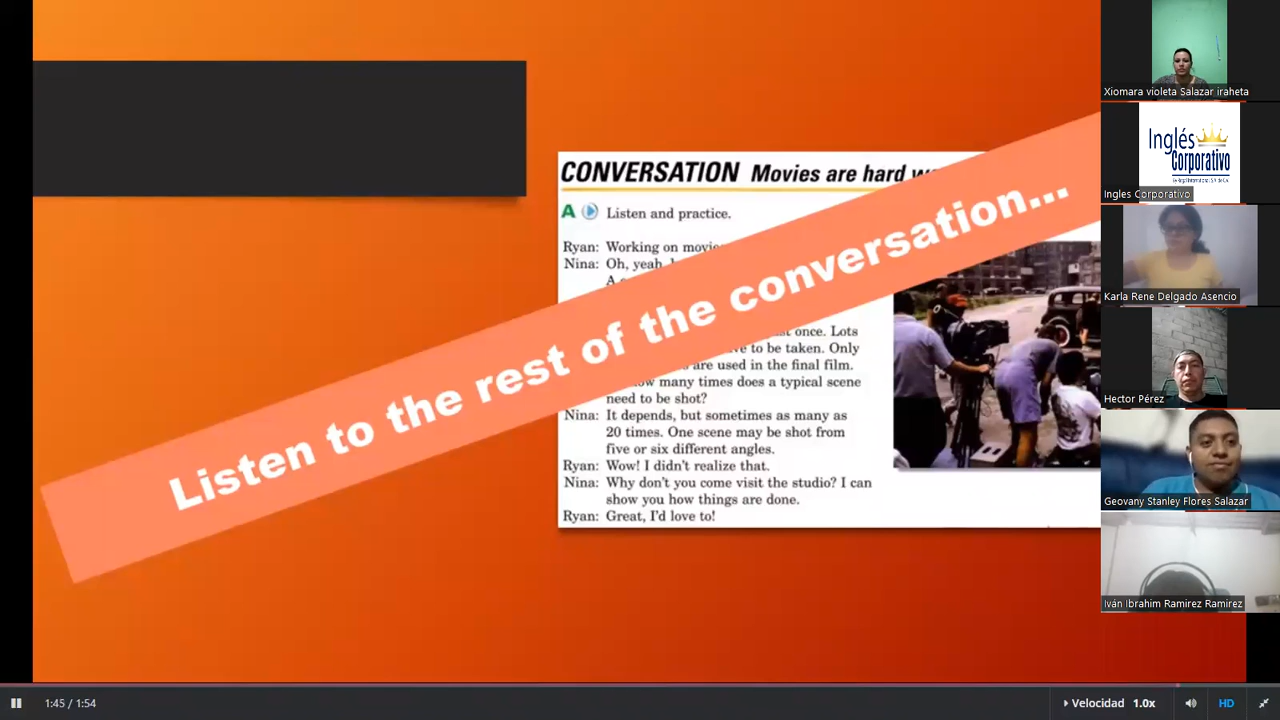 CONVERSATION Movies are hard
A Listen and practice.
Ryan: Working on movies
Nina: Oh, yeah,
A
once. Lots
to be taken. Only
are used in the final film.
how many times does a typical scene
need to be shot?
Nina: It depends, but sometimes as many as
20 times. One scene may be shot from
five or six different angles.
Ryan: Wow! I didn't realize that.
Nina: Why don't you come visit the studio? I can
show you how things are done.
Ryan: Great, I'd love to!
Listen to the rest of the conversation...
Xiomara violeta Salazar iraheta
Inglés
Corporativo
Ingles Corporativo
Karla Rene Delgado Asencio
Hector Pérez
Geovany Stanley Flores Salazar
Iván Ibrahim Ramirez Ramirez
1:45 / 1:54
Velocidad 1.0x
HD